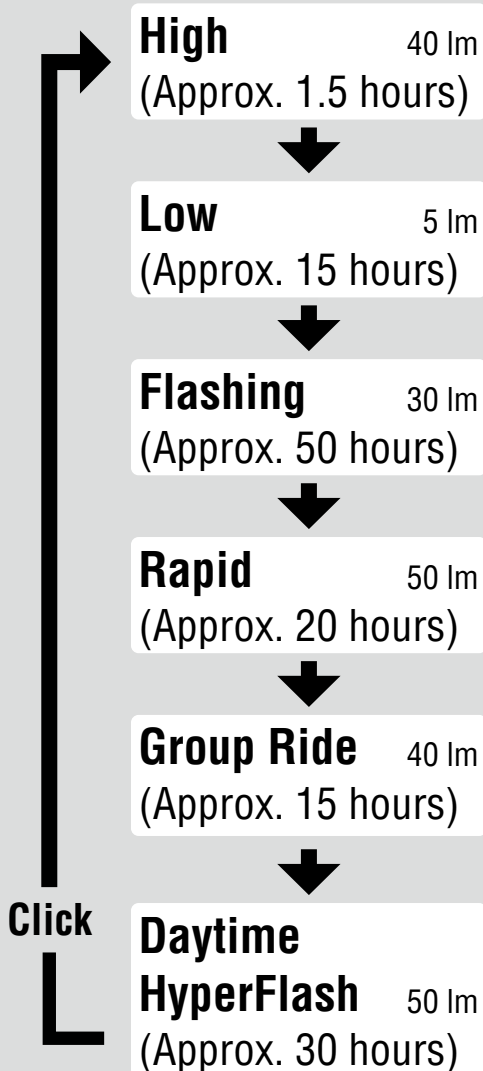 High 40 lm
(Approx. 1.5 hours)
Low 5 lm
(Approx. 15 hours)
Flashing 30 lm
(Approx. 50 hours)
Rapid 50 lm
(Approx. 20 hours)
Group Ride 40 lm
(Approx. 15 hours)
Click
Daytime
HyperFlash 50 lm
(Approx. 30 hours)